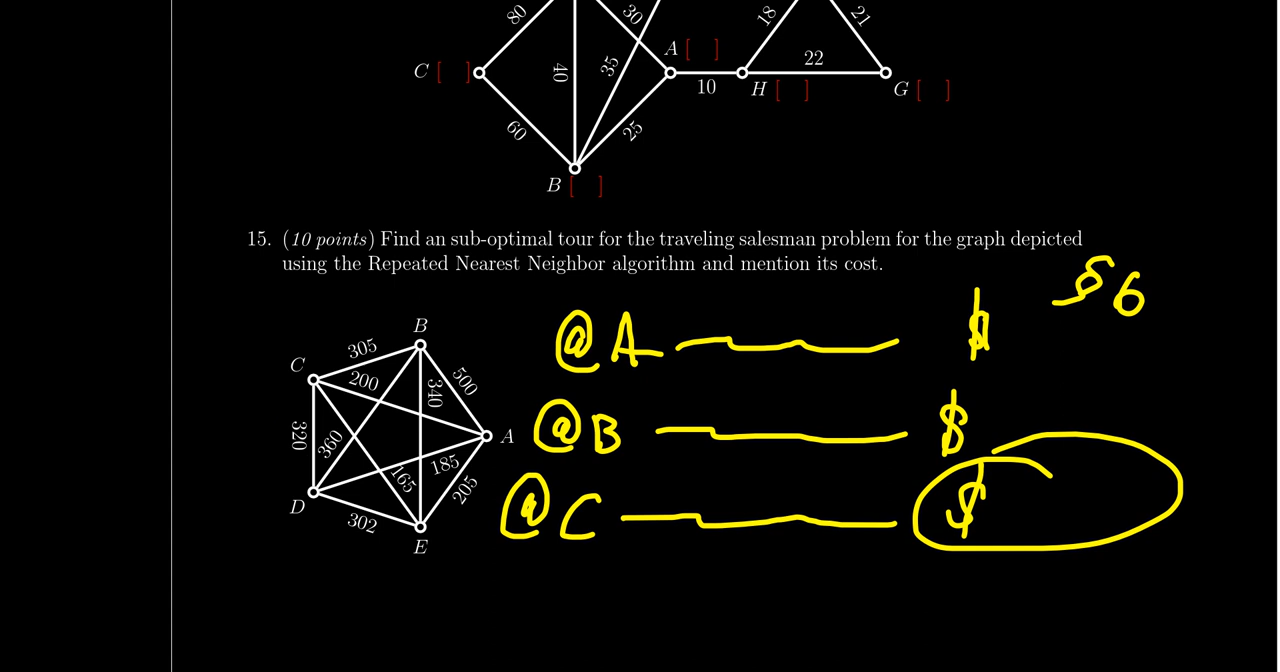 80
30
18
21
A [ ]
C [ ]
40
35
22
10
H [ ]
G [ ]
60
25
B [ ]
15. (10 points) Find an sub-optimal tour for the traveling salesman problem for the graph depicted
using the Repeated Nearest Neighbor algorithm and mention its cost.
§6
@ A $
B
305
C
200
340
500
@ B $
A
320
360
185
165
205
@ C $
D
302
E